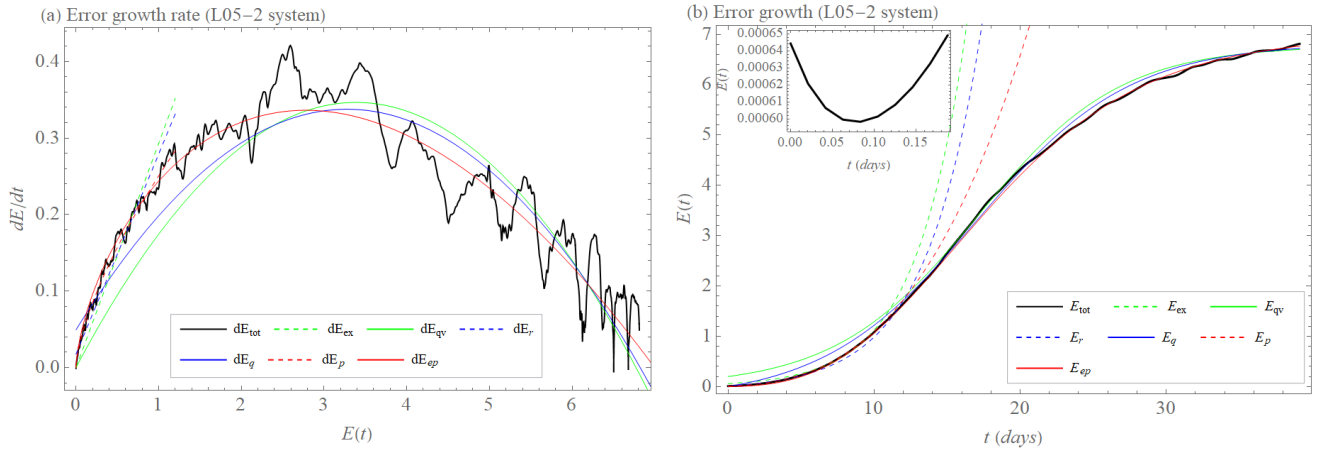 (a) Error growth rate (L05−2 system)
0.4
0.3
0.2
0.1
0.0
dE/dt
0 1 2 3 4 5 6
E(t)
dE_tot dE_ex dE_qv dE_r
dE_q dE_p dE_ep
(b) Error growth (L05−2 system)
7
6
5
4
3
2
1
0
E(t)
0 10 20 30
t (days)
0.00065
0.00064
0.00063
0.00062
0.00061
0.00060
E(t)
0.00 0.05 0.10 0.15
t (days)
E_tot E_ex E_qv
E_r E_q E_p
E_ep